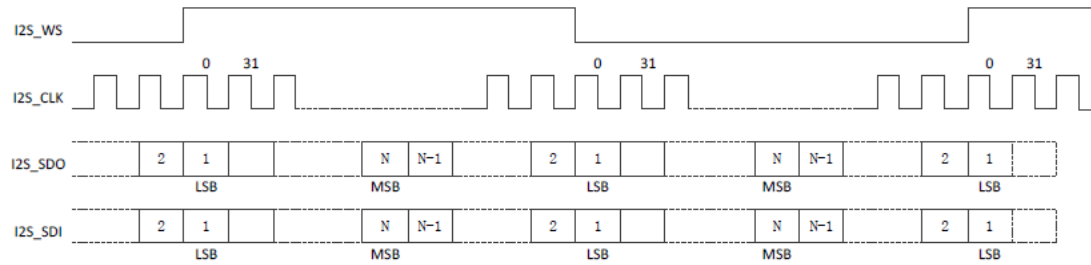 I2S_WS
0 31 0 31 0 31
I2S_CLK
I2S_SDO 2 1 N N-1 2 1 N N-1 2 1
LSB MSB LSB MSB LSB
I2S_SDI 2 1 N N-1 2 1 N N-1 2 1
LSB MSB LSB MSB LSB